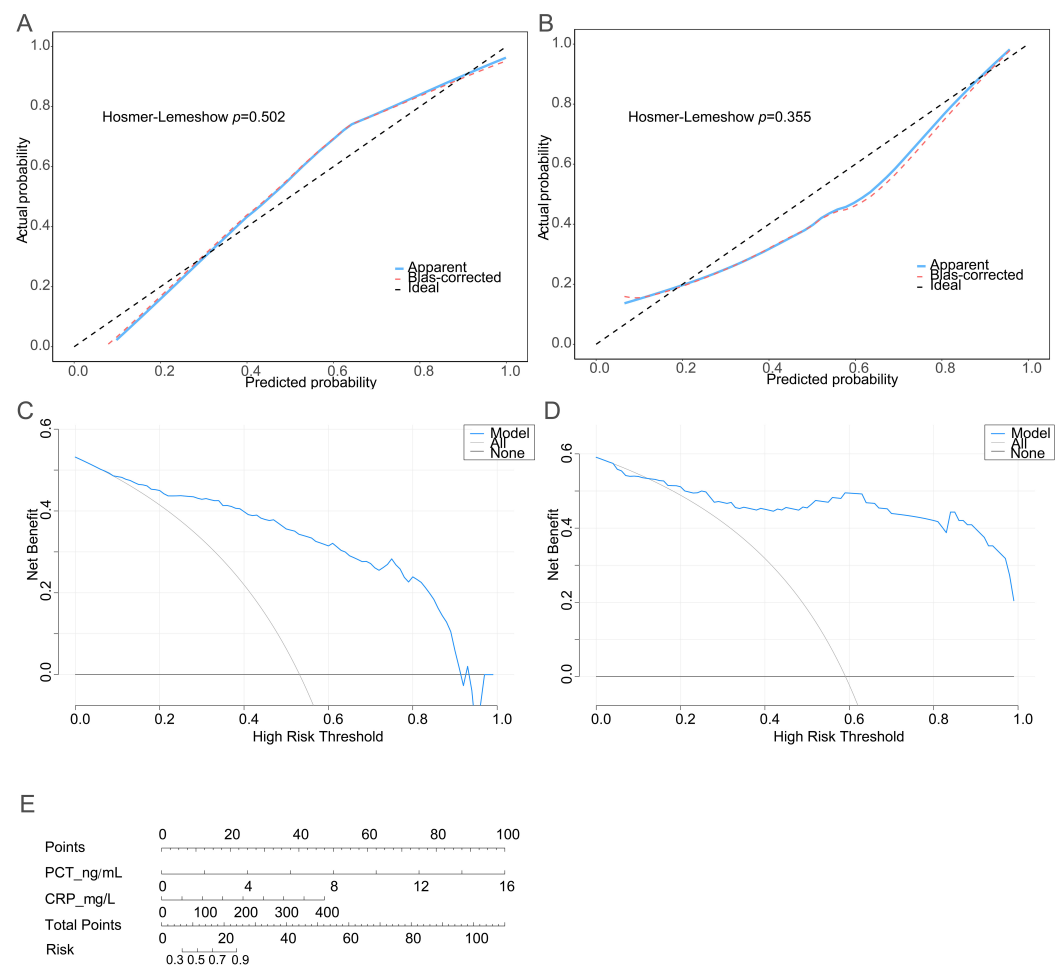 A
1.0
0.8
0.6
0.4
0.2
0.0
Actual probability
Hosmer-Lemeshow p=0.502
Apparent
Bias-corrected
Ideal
0.0 0.2 0.4 0.6 0.8 1.0
Predicted probability
B
1.0
0.8
0.6
0.4
0.2
0.0
Actual probability
Hosmer-Lemeshow p=0.355
Apparent
Bias-corrected
Ideal
0.0 0.2 0.4 0.6 0.8 1.0
Predicted probability
C
0.6
0.4
0.2
0.0
Net Benefit
Model
All
None
0.0 0.2 0.4 0.6 0.8 1.0
High Risk Threshold
D
0.6
0.4
0.2
0.0
Net Benefit
Model
All
None
0.0 0.2 0.4 0.6 0.8 1.0
High Risk Threshold
E
0 20 40 60 80 100
Points
PCT_ng/mL
0 4 8 12 16
CRP_mg/L
0 100 200 300 400
Total Points
0 20 40 60 80 100
Risk
0.3 0.5 0.7 0.9